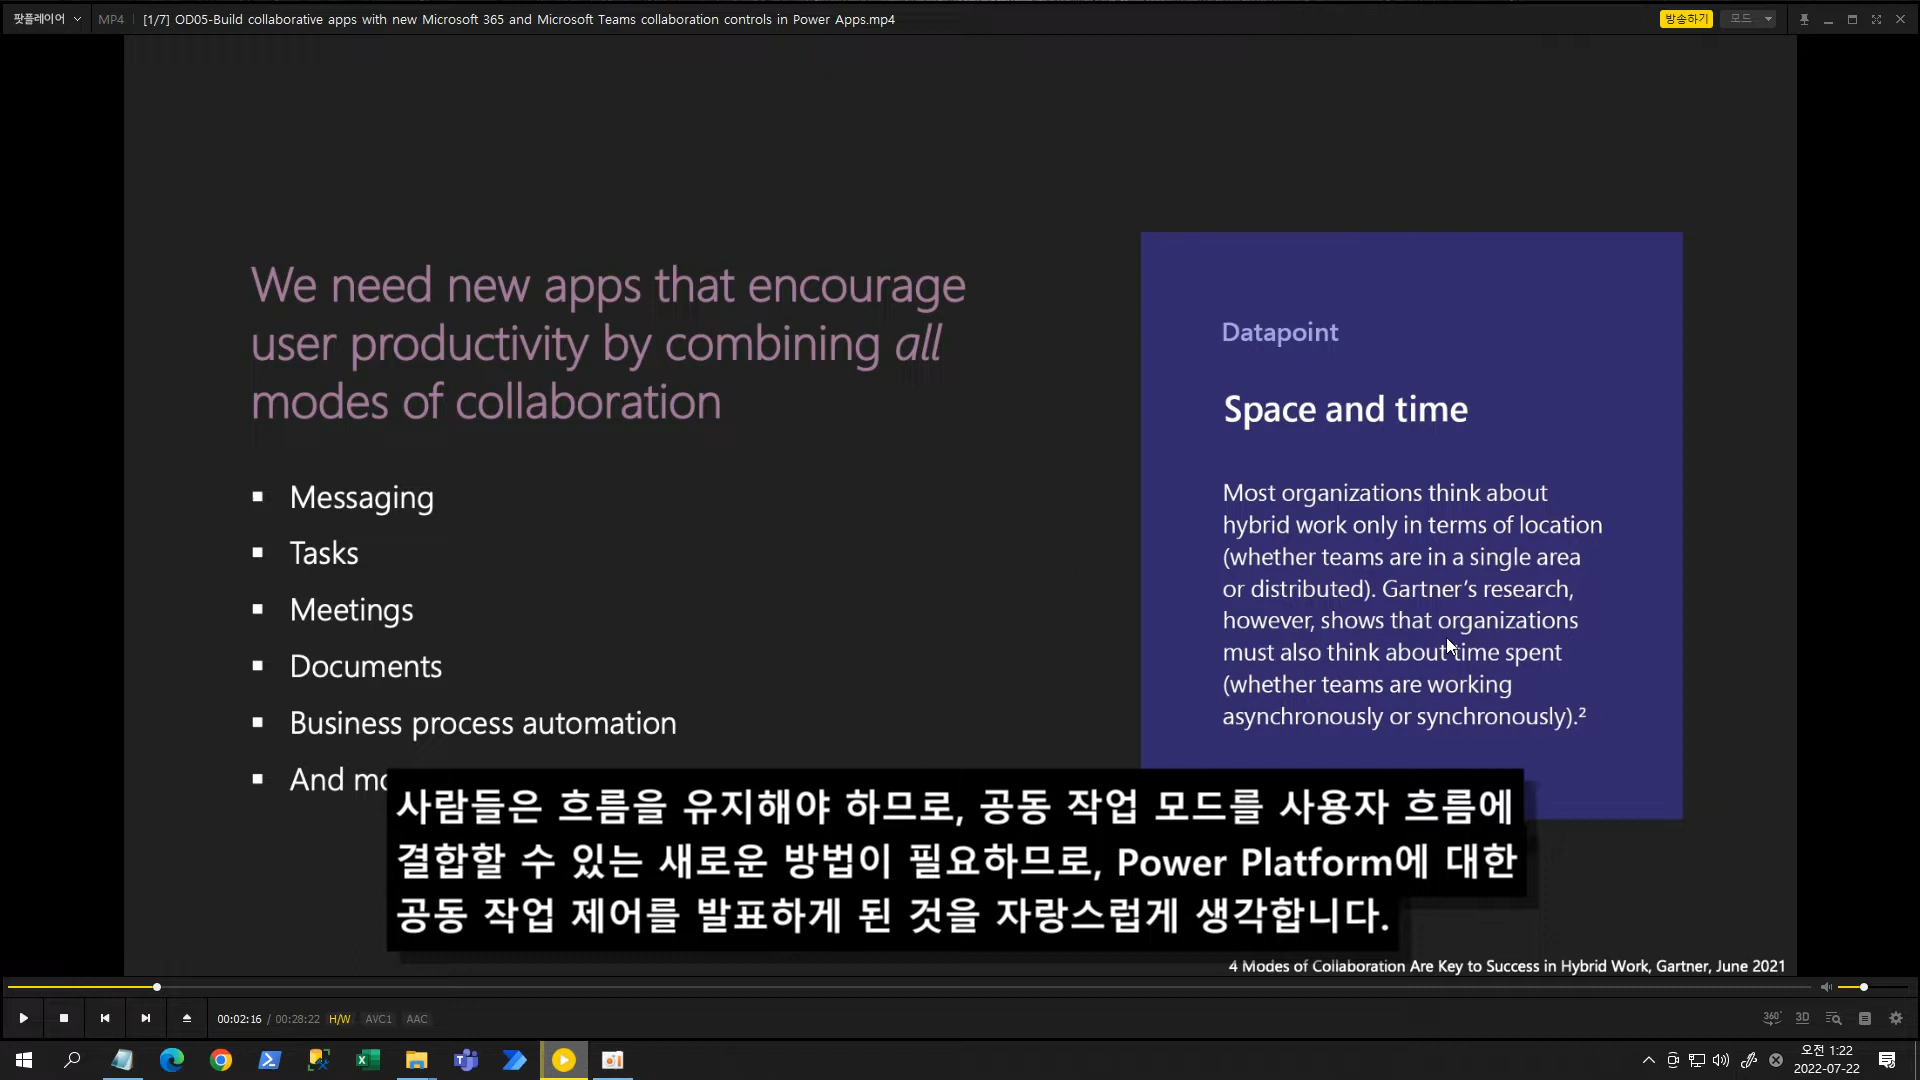 팟플레이어
MP4
[1/7] OD05-Build collaborative apps with new Microsoft 365 and Microsoft Teams collaboration controls in Power Apps.mp4
방송하기
모드
We need new apps that encourage
user productivity by combining all
modes of collaboration
▪ Messaging
▪ Tasks
▪ Meetings
▪ Documents
▪ Business process automation
▪ And mo
Datapoint
Space and time
Most organizations think about
hybrid work only in terms of location
(whether teams are in a single area
or distributed). Gartner's research,
however, shows that organizations
must also think about time spent
(whether teams are working
asynchronously or synchronously).²
사람들은 흐름을 유지해야 하므로, 공동 작업 모드를 사용자 흐름에
결합할 수 있는 새로운 방법이 필요하므로, Power Platform에 대한
공동 작업 제어를 발표하게 된 것을 자랑스럽게 생각합니다.
4 Modes of Collaboration Are Key to Success in Hybrid Work, Gartner, June 2021
00:02:16 / 00:28:22 H/W AVC1 AAC
360° 3D
오전 1:22
2022-07-22